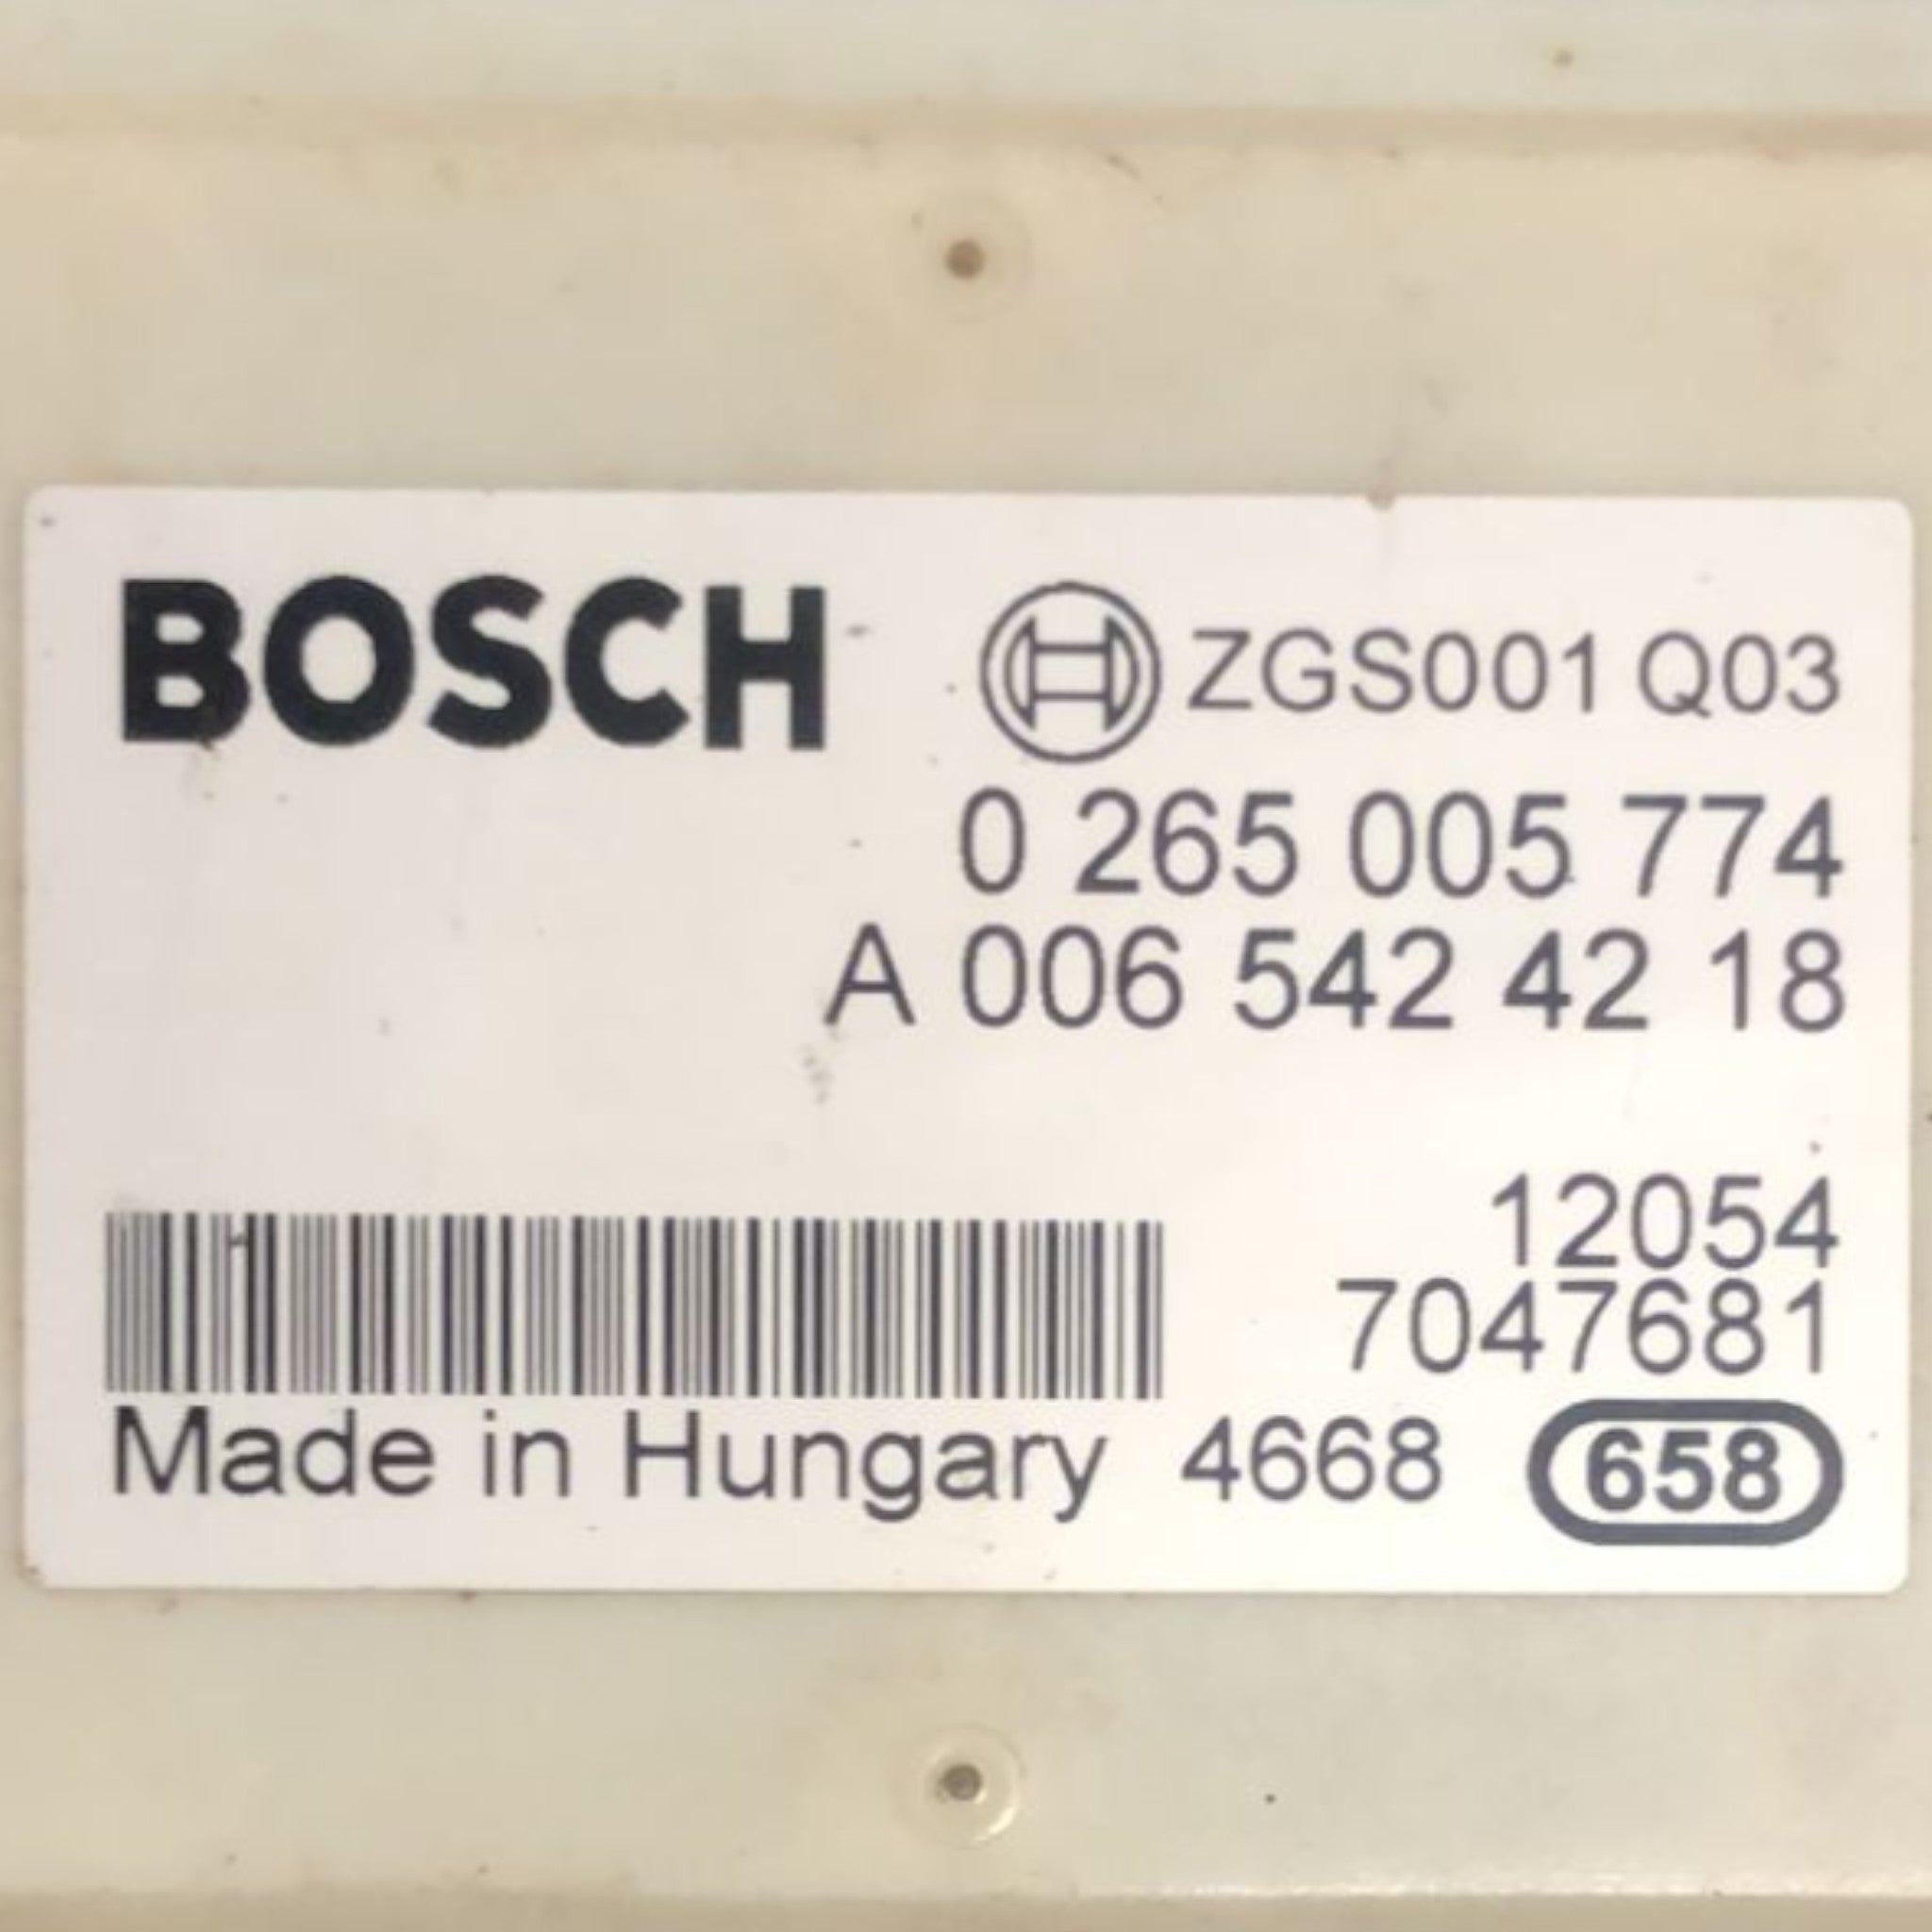 BOSCH ZGS001 Q03
0 265 005 774
A 006 542 42 18
12054
7047681
Made in Hungary 4668 658